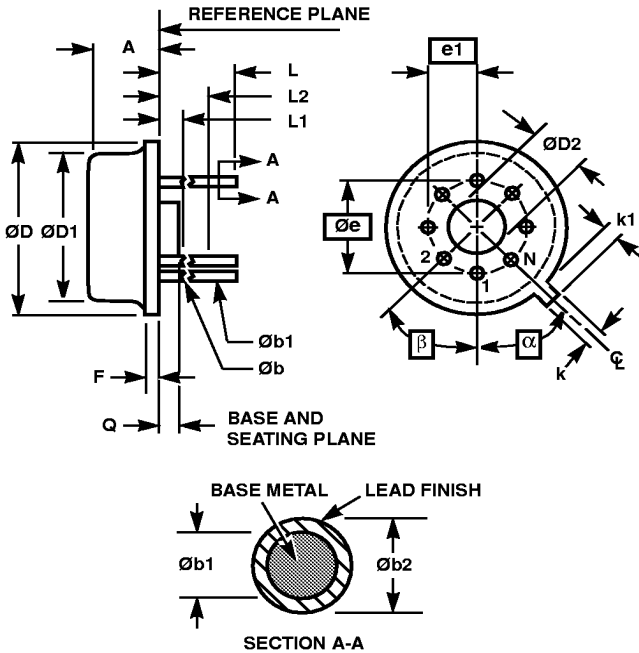 REFERENCE PLANE
A
e1
L
L2
L1
ØD2
A
A
k1
ØD
ØD1
Øe
2
N
1
Øb1
β
α
Øb
F
k
℄
Q
BASE AND
SEATING PLANE
BASE METAL
LEAD FINISH
Øb1
Øb2
SECTION A-A